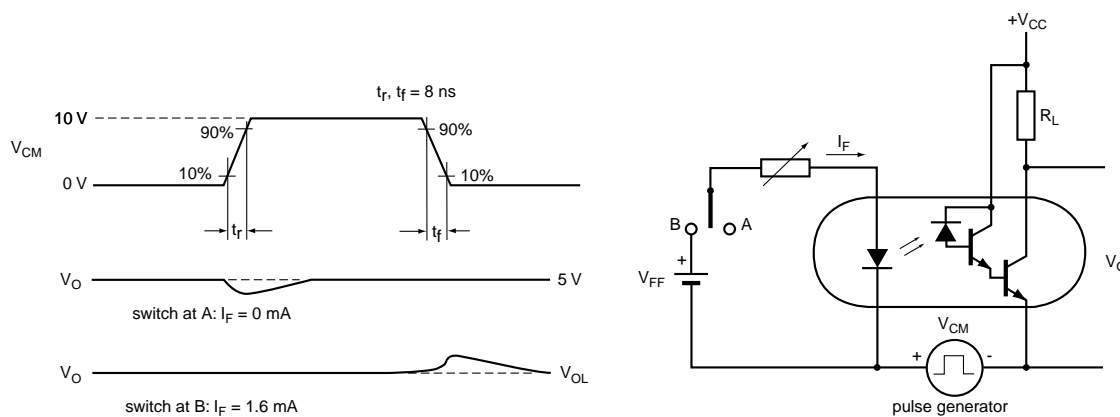 t_r, t_f = 8 ns
10 V
90%
90%
V_CM
10%
10%
0 V
t_r
t_f
V_O
5 V
switch at A: I_F = 0 mA
V_O
V_OL
switch at B: I_F = 1.6 mA
+V_CC
R_L
I_F
B
A
+
V_FF
V_O
V_CM
+
-
pulse generator